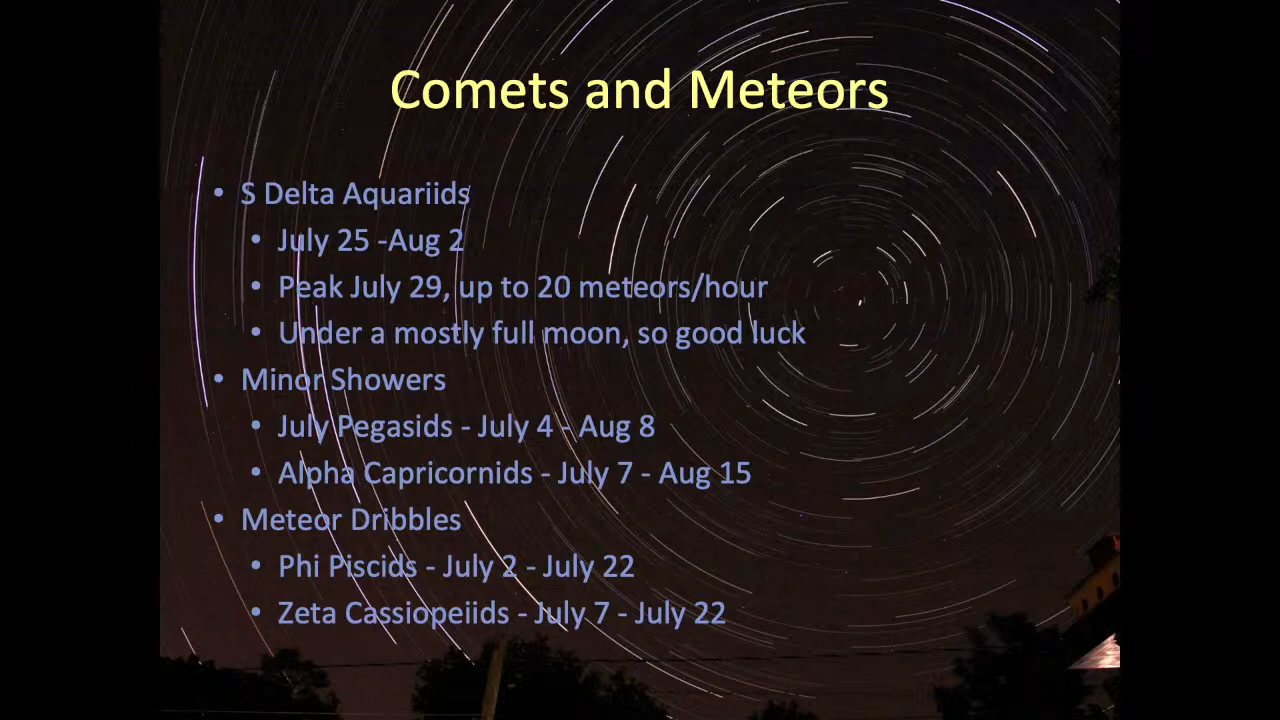 Comets and Meteors
• S Delta Aquariids
• July 25 -Aug 2
• Peak July 29, up to 20 meteors/hour
• Under a mostly full moon, so good luck
• Minor Showers
• July Pegasids - July 4 - Aug 8
• Alpha Capricornids - July 7 - Aug 15
• Meteor Dribbles
• Phi Piscids - July 2 - July 22
• Zeta Cassiopeiids - July 7 - July 22